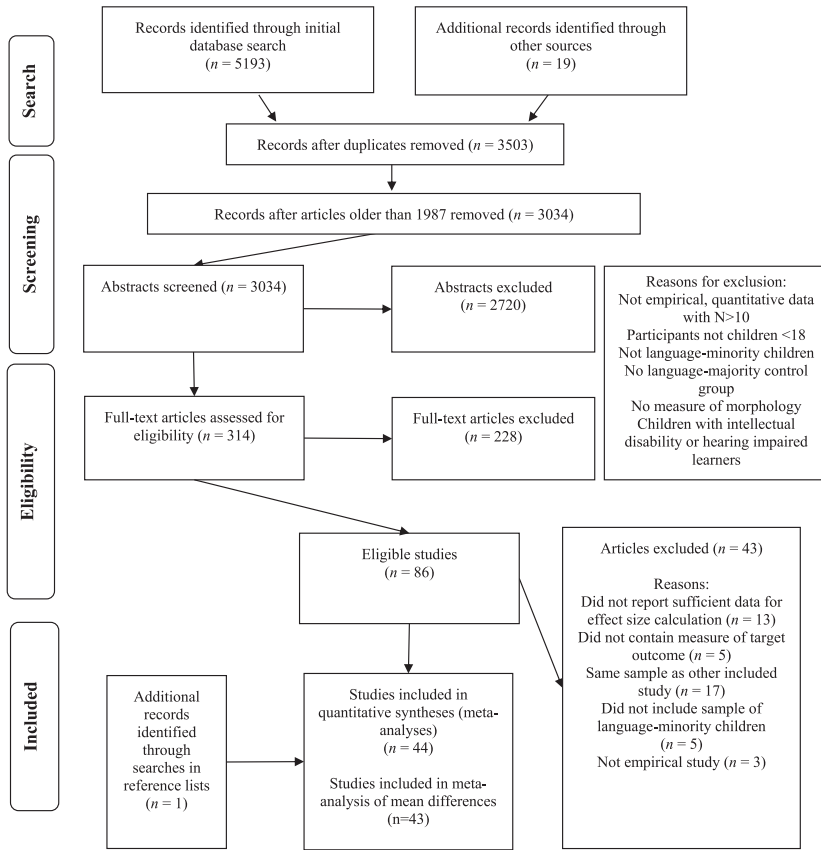 Records identified through initial
database search
(n = 5193)
Additional records identified through
other sources
(n = 19)
Search
Records after duplicates removed (n = 3503)
Screening
Records after articles older than 1987 removed (n = 3034)
Abstracts screened (n = 3034)
Abstracts excluded
(n = 2720)
Reasons for exclusion:
Not empirical, quantitative data
with N>10
Participants not children <18
Not language-minority children
No language-majority control
group
No measure of morphology
Children with intellectual
disability or hearing impaired
learners
Eligibility
Full-text articles assessed for
eligibility (n = 314)
Full-text articles excluded
(n = 228)
Eligible studies
(n = 86)
Articles excluded (n = 43)
Reasons:
Did not report sufficient data for
effect size calculation (n = 13)
Did not contain measure of target
outcome
(n = 5)
Same sample as other included
study (n = 17)
Did not include sample of
language-minority children
(n = 5)
Not empirical study (n = 3)
Included
Additional
records
identified
through
searches in
reference lists
(n = 1)
Studies included in
quantitative syntheses (meta-
analyses)
(n = 44)
Studies included in meta-
analysis of mean differences
(n=43)